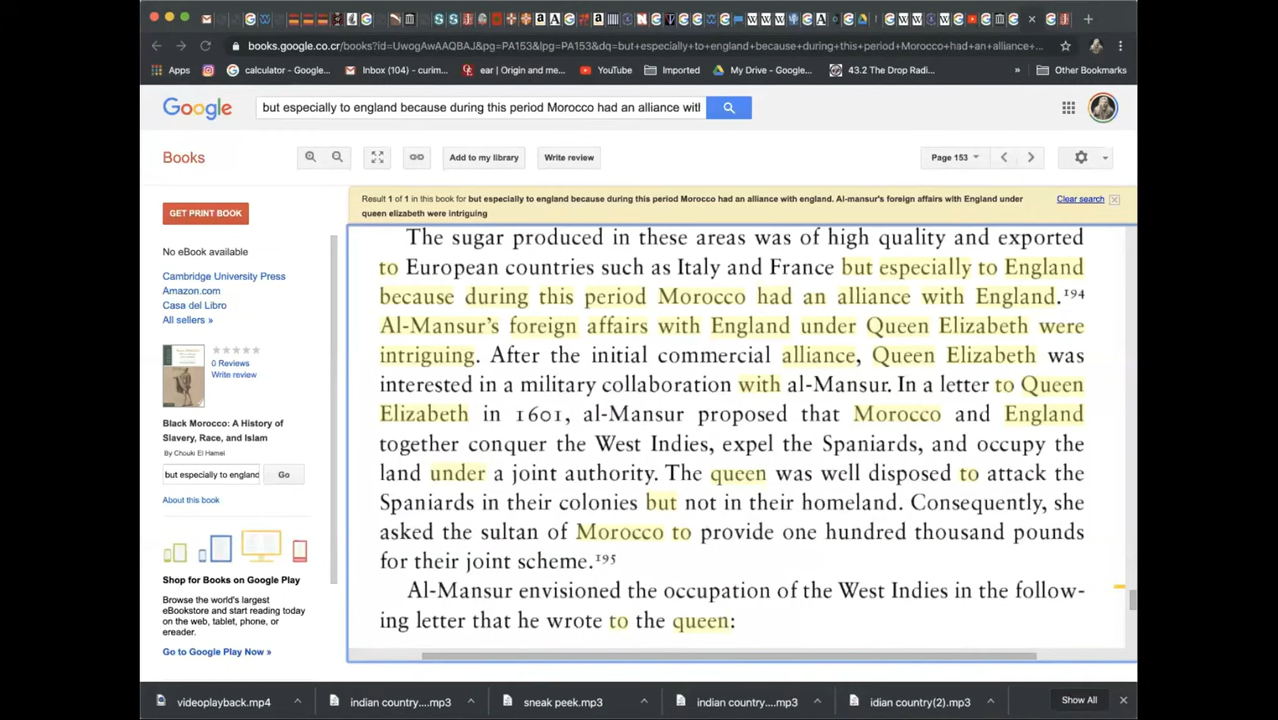 books.google.co.cr/books?id=UwogAwAAQBAJ&pg=PA153&lpg=PA153&dq=but+especially+to+england+because+during+this+period+Morocco+had+an+alliance+...
Apps
calculator - Google...
Inbox (104) - curim...
ear | Origin and me...
YouTube
Imported
My Drive - Google...
43.2 The Drop Radi...
»
Other Bookmarks
Google
but especially to england because during this period Morocco had an alliance witl
Books
Add to my library
Write review
Page 153
Result 1 of 1 in this book for but especially to england because during this period Morocco had an alliance with england. Al-mansur's foreign affairs with England under
queen elizabeth were intriguing
Clear search
GET PRINT BOOK
No eBook available
Cambridge University Press
Amazon.com
Casa del Libro
All sellers »
0 Reviews
Write review
Black Morocco: A History of
Slavery, Race, and Islam
By Chouki El Hamel
but especially to england
Go
About this book
Shop for Books on Google Play
Browse the world's largest
eBookstore and start reading today
on the web, tablet, phone, or
ereader.
Go to Google Play Now »
The sugar produced in these areas was of high quality and exported
to European countries such as Italy and France but especially to England
because during this period Morocco had an alliance with England.194
Al-Mansur's foreign affairs with England under Queen Elizabeth were
intriguing. After the initial commercial alliance, Queen Elizabeth was
interested in a military collaboration with al-Mansur. In a letter to Queen
Elizabeth in 1601, al-Mansur proposed that Morocco and England
together conquer the West Indies, expel the Spaniards, and occupy the
land under a joint authority. The queen was well disposed to attack the
Spaniards in their colonies but not in their homeland. Consequently, she
asked the sultan of Morocco to provide one hundred thousand pounds
for their joint scheme.195
Al-Mansur envisioned the occupation of the West Indies in the follow-
ing letter that he wrote to the queen:
videoplayback.mp4
indian country....mp3
sneak peek.mp3
indian country....mp3
idian country(2).mp3
Show All